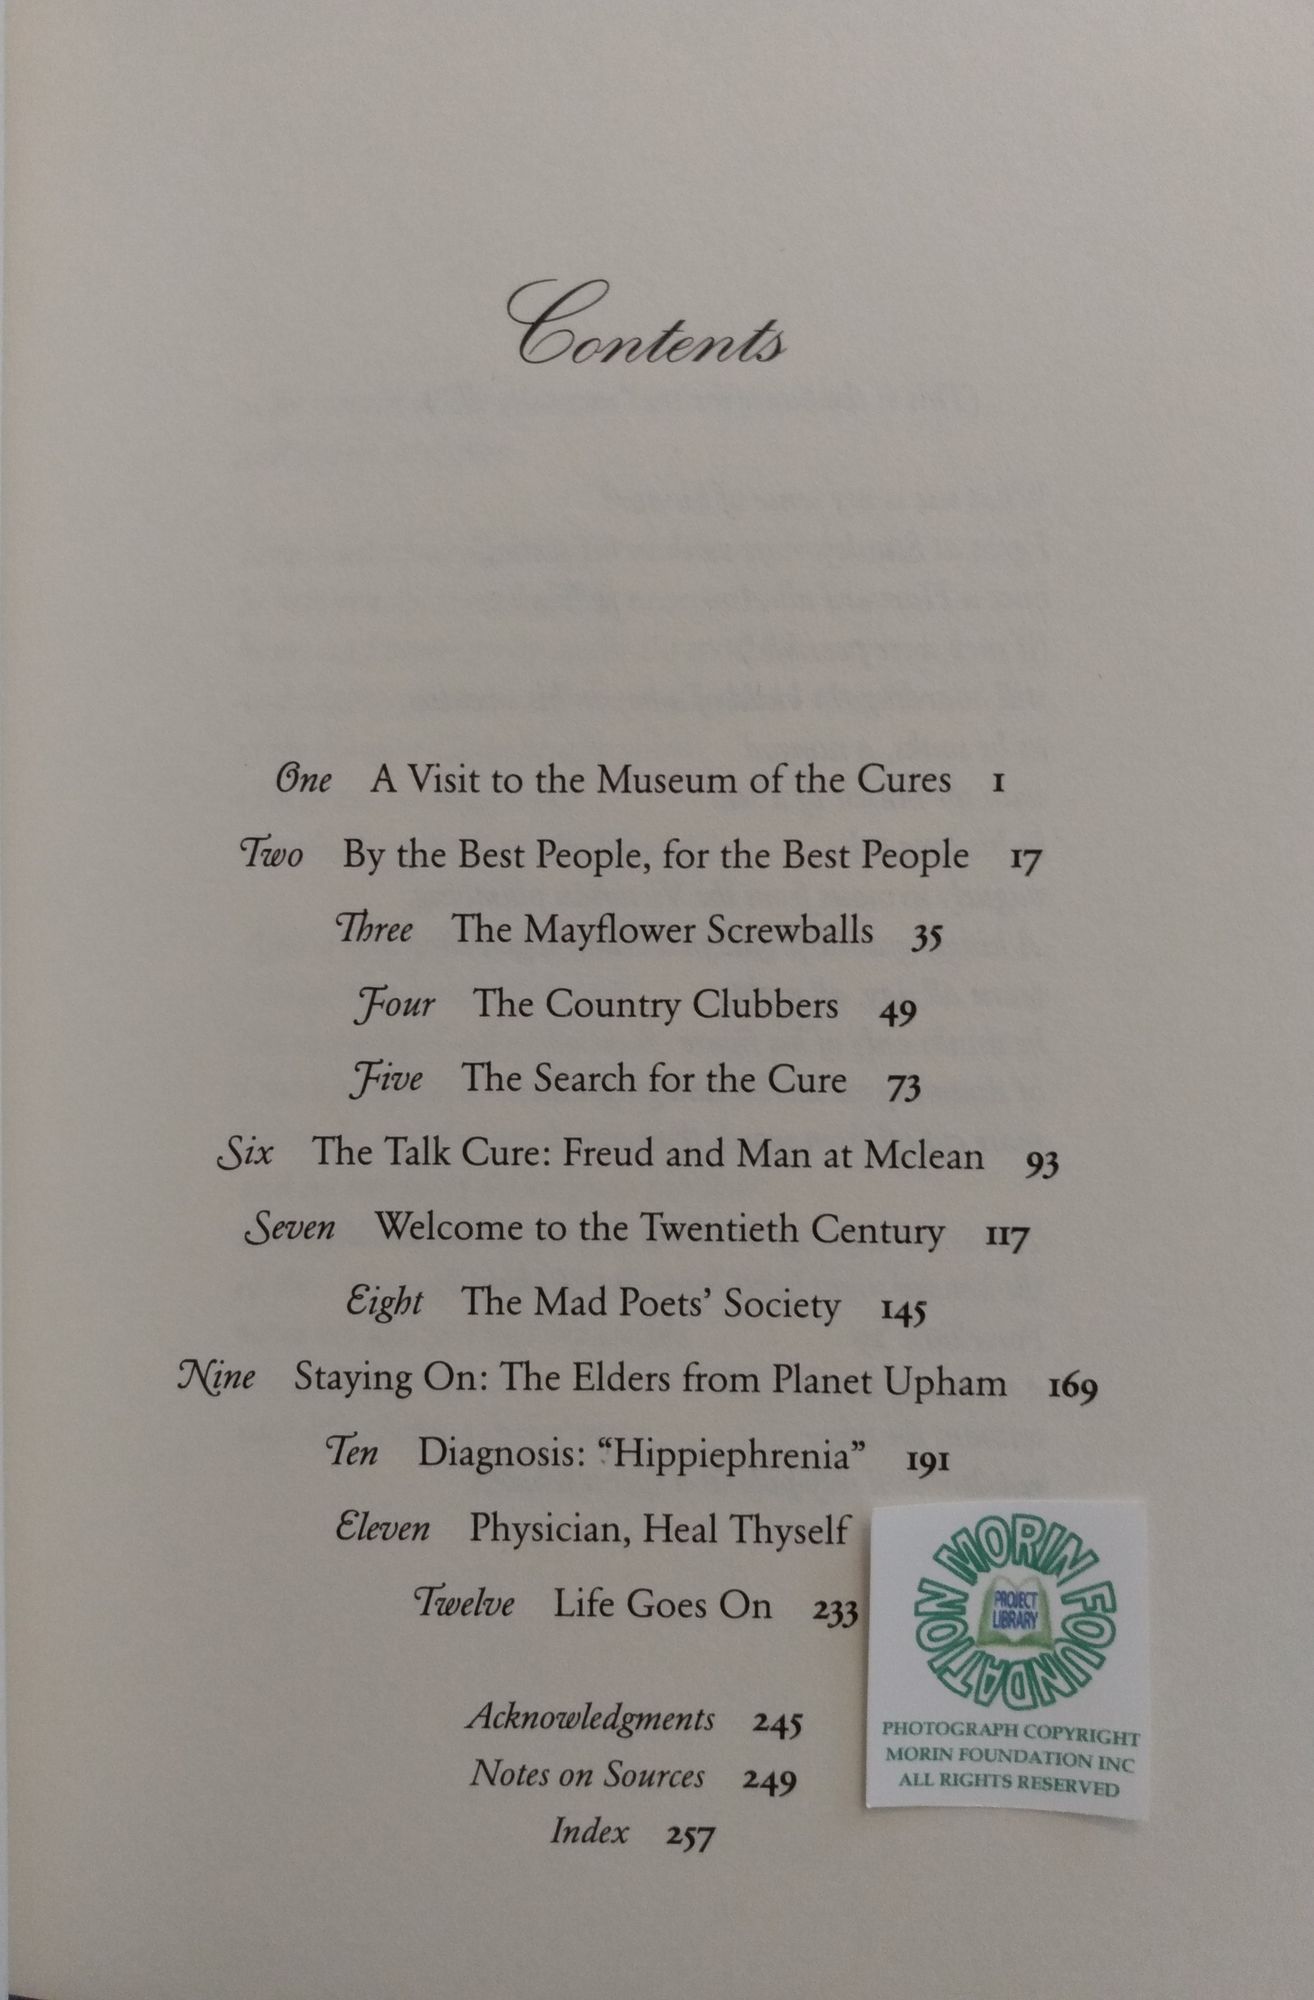 Contents
One A Visit to the Museum of the Cures 1
Two By the Best People, for the Best People 17
Three The Mayflower Screwballs 35
Four The Country Clubbers 49
Five The Search for the Cure 73
Six The Talk Cure: Freud and Man at Mclean 93
Seven Welcome to the Twentieth Century 117
Eight The Mad Poets’ Society 145
Nine Staying On: The Elders from Planet Upham 169
Ten Diagnosis: “Hippiephrenia” 191
Eleven Physician, Heal Thyself
Twelve Life Goes On 233
Acknowledgments 245
Notes on Sources 249
Index 257
MORIN FOUNDATION
PROJECT
LIBRARY
PHOTOGRAPH COPYRIGHT
MORIN FOUNDATION INC
ALL RIGHTS RESERVED